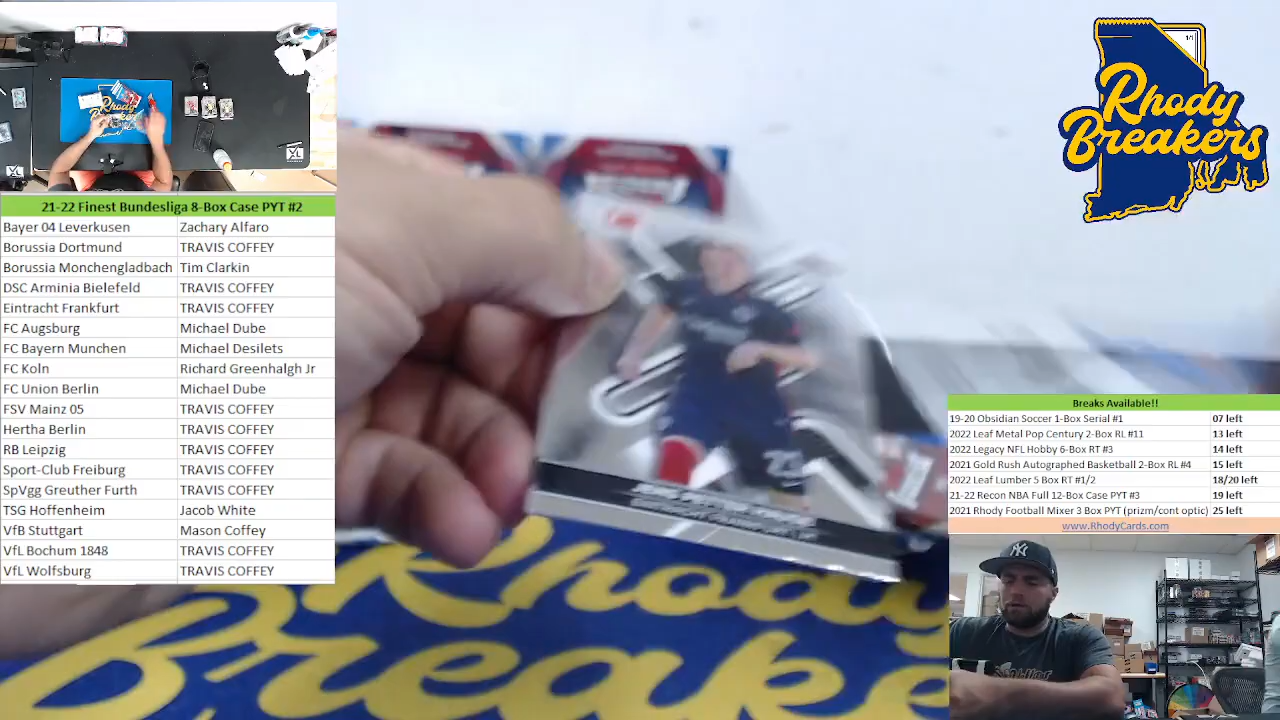 21-22 Finest Bundesliga 8-Box Case PYT #2
Bayer 04 Leverkusen Zachary Alfaro
Borussia Dortmund TRAVIS COFFEY
Borussia Monchengladbach Tim Clarkin
DSC Arminia Bielefeld TRAVIS COFFEY
Eintracht Frankfurt TRAVIS COFFEY
FC Augsburg Michael Dube
FC Bayern Munchen Michael Desilets
FC Koln Richard Greenhalgh Jr
FC Union Berlin Michael Dube
FSV Mainz 05 TRAVIS COFFEY
Hertha Berlin TRAVIS COFFEY
RB Leipzig TRAVIS COFFEY
Sport-Club Freiburg TRAVIS COFFEY
SpVgg Greuther Furth TRAVIS COFFEY
TSG Hoffenheim Jacob White
VfB Stuttgart Mason Coffey
VfL Bochum 1848 TRAVIS COFFEY
VfL Wolfsburg TRAVIS COFFEY
1/1
Rhody
Breakers
Breaks Available!!
19-20 Obsidian Soccer 1-Box Serial #1 07 left
2022 Leaf Metal Pop Century 2-Box RL #11 13 left
2022 Legacy NFL Hobby 6-Box RT #3 14 left
2021 Gold Rush Autographed Basketball 2-Box RL #4 15 left
2022 Leaf Lumber 5 Box RT #1/2 18/20 left
21-22 Recon NBA Full 12-Box Case PYT #3 19 left
2021 Rhody Football Mixer 3 Box PYT (prizm/cont optic) 25 left
www.RhodyCards.com
Rhody
Breake